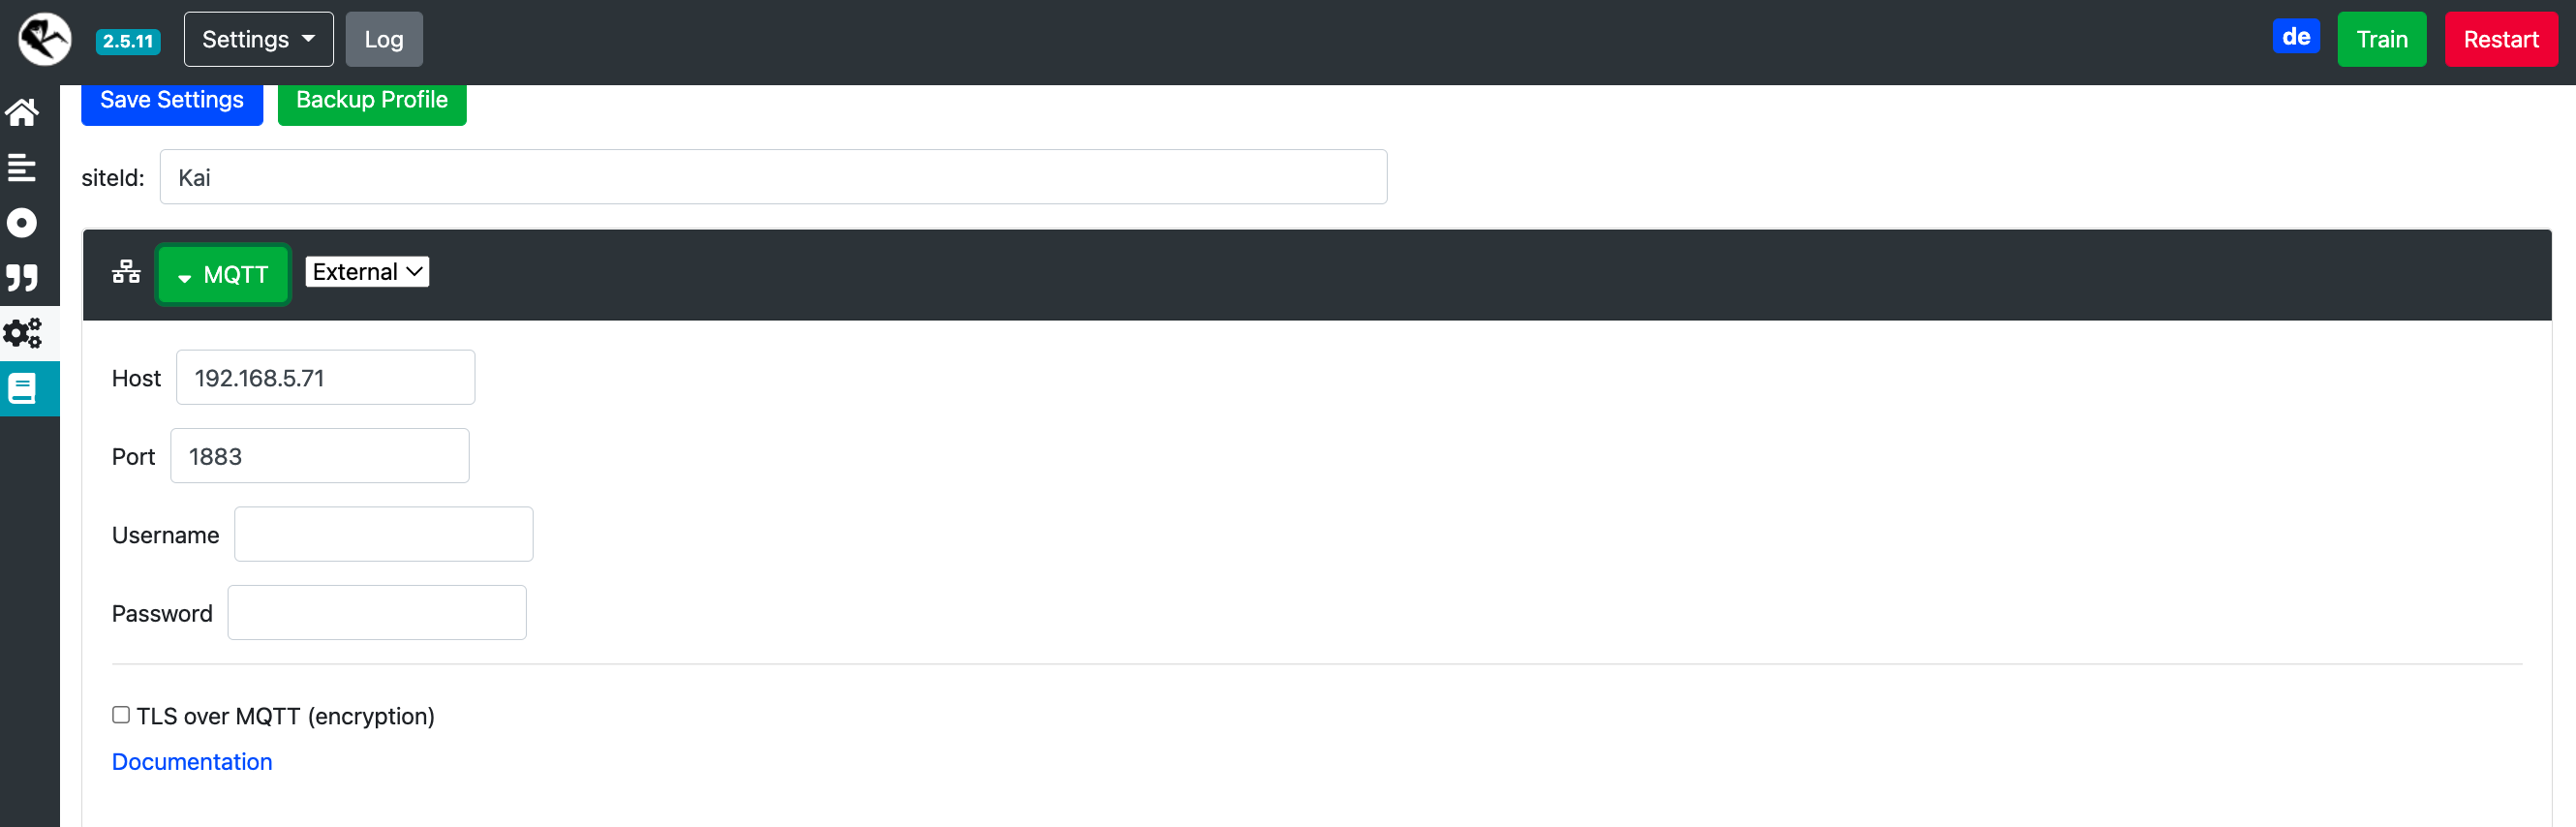 2.5.11 Settings Log de Train Restart
Save Settings Backup Profile
siteId: Kai
MQTT External
Host 192.168.5.71
Port 1883
Username
Password
TLS over MQTT (encryption)
Documentation